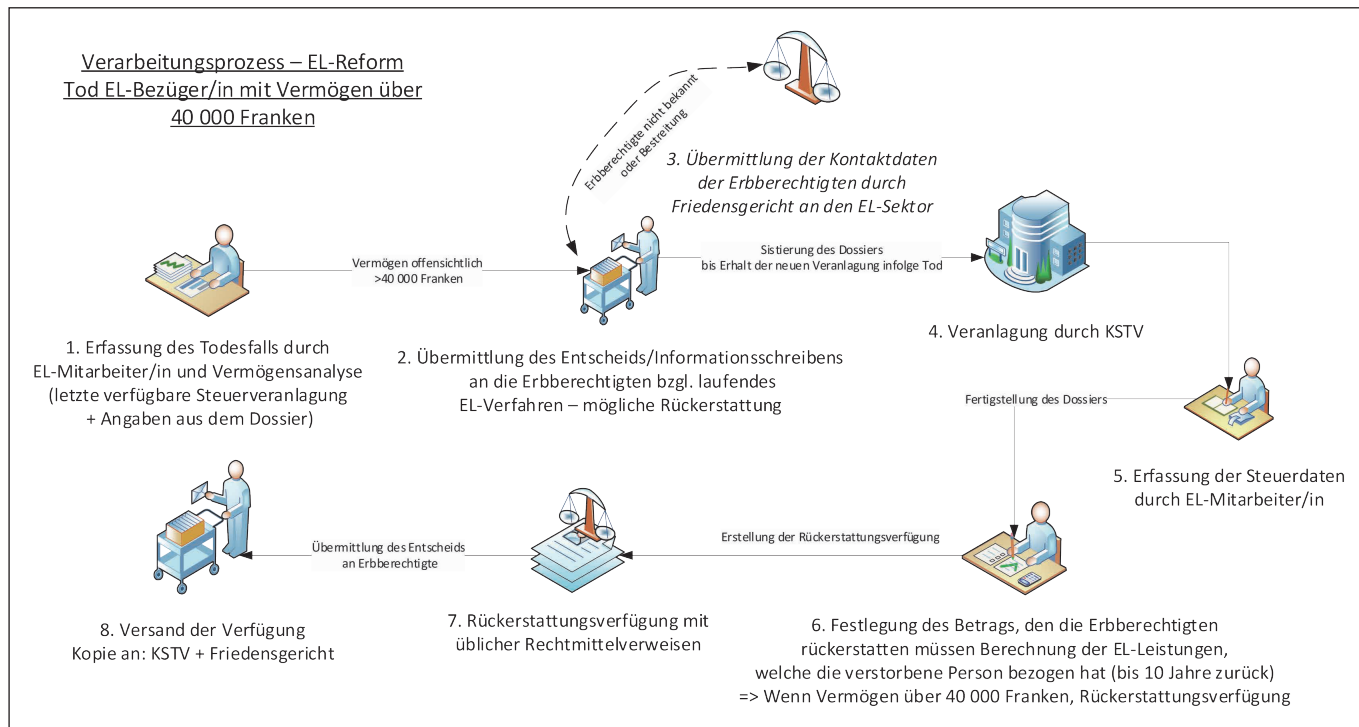 Verarbeitungsprozess – EL-Reform
Tod EL-Bezüger/in mit Vermögen über
40 000 Franken
Erbberechtigte nicht bekannt
oder Bestreitung
3. Übermittlung der Kontaktdaten
der Erbberechtigten durch
Friedensgericht an den EL-Sektor
Vermögen offensichtlich
>40 000 Franken
Sistierung des Dossiers
bis Erhalt der neuen Veranlagung infolge Tod
1. Erfassung des Todesfalls durch
EL-Mitarbeiter/in und Vermögensanalyse
(letzte verfügbare Steuerveranlagung
+ Angaben aus dem Dossier)
2. Übermittlung des Entscheids/Informationsschreibens
an die Erbberechtigten bzgl. laufendes
EL-Verfahren – mögliche Rückerstattung
4. Veranlagung durch KSTV
Fertigstellung des Dossiers
5. Erfassung der Steuerdaten
durch EL-Mitarbeiter/in
Erstellung der Rückerstattungsverfügung
Übermittlung des Entscheids
an Erbberechtigte
8. Versand der Verfügung
Kopie an: KSTV + Friedensgericht
7. Rückerstattungsverfügung mit
üblicher Rechtmittelverweisen
6. Festlegung des Betrags, den die Erbberechtigten
rückerstatten müssen Berechnung der EL-Leistungen,
welche die verstorbene Person bezogen hat (bis 10 Jahre zurück)
=> Wenn Vermögen über 40 000 Franken, Rückerstattungsverfügung